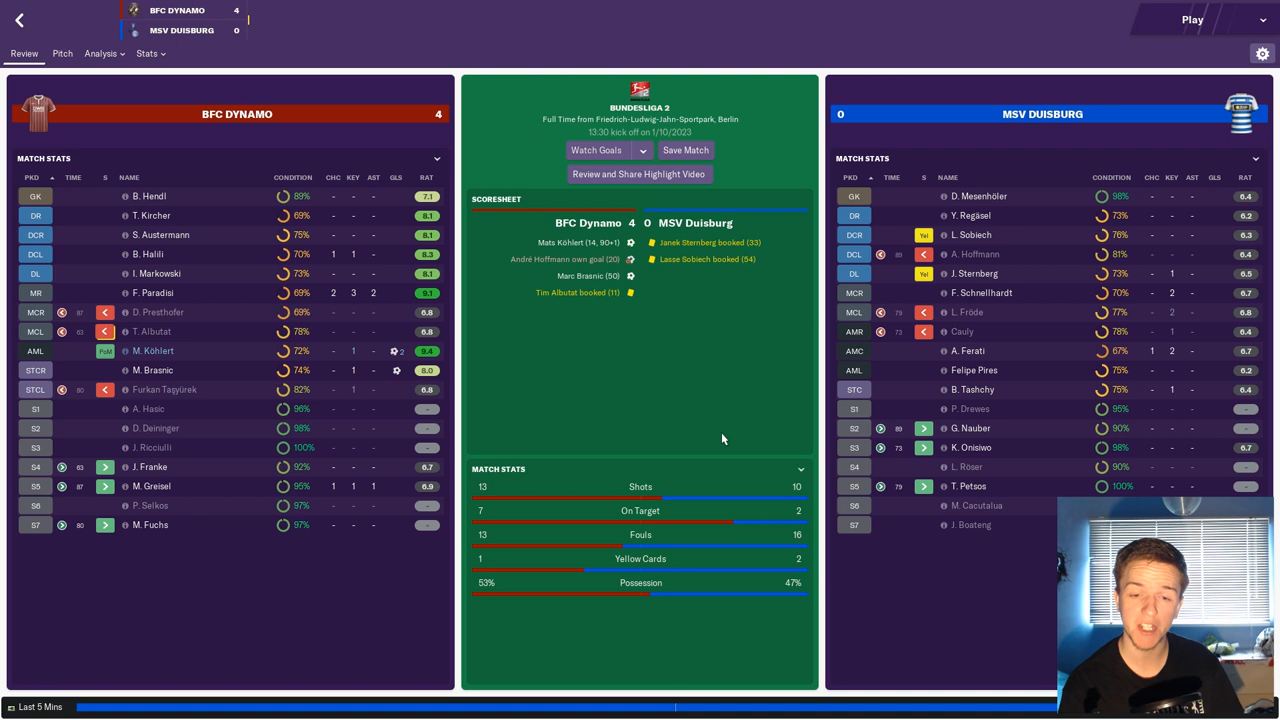 BFC DYNAMO 4
MSV DUISBURG 0
Play
Review Pitch Analysis Stats
BFC DYNAMO 4
MATCH STATS
PKD TIME S NAME CONDITION CHC KEY AST GLS RAT
GK B. Hendl 89% - - - 7.1
DR T. Kircher 69% - - - 8.1
DCR S. Austermann 75% - - - 8.1
DCL B. Halili 70% 1 1 - 8.3
DL I. Markowski 73% - - - 8.1
MR F. Paradisi 69% 2 3 2 9.1
MCR 87 D. Presthofer 69% - - - 6.8
MCL 63 T. Albutat 78% - - - 6.8
AML PoM M. Köhlert 72% - 1 - 2 9.4
STCR M. Brasnic 74% - 1 - 8.0
STCL 80 Furkan Taşyürek 82% - 1 - 6.8
S1 A. Hasic 96% - - - -
S2 D. Deininger 98% - - - -
S3 J. Ricciulli 100% - - - -
S4 63 J. Franke 92% - - - 6.7
S5 87 M. Greisel 95% 1 1 1 6.9
S6 P. Selkos 97% - - - -
S7 80 M. Fuchs 97% - - - -
BUNDESLIGA 2
Full Time from Friedrich-Ludwig-Jahn-Sportpark, Berlin
13:30 kick off on 1/10/2023
Watch Goals Save Match
Review and Share Highlight Video
SCORESHEET
BFC Dynamo 4 0 MSV Duisburg
Mats Köhlert (14, 90+1) Janek Sternberg booked (33)
André Hoffmann own goal (20) Lasse Sobiech booked (54)
Marc Brasnic (50)
Tim Albutat booked (11)
MATCH STATS
13 Shots 10
7 On Target 2
13 Fouls 16
1 Yellow Cards 2
53% Possession 47%
0 MSV DUISBURG
MATCH STATS
PKD TIME S NAME CONDITION CHC KEY AST GLS RAT
GK D. Mesenhöler 98% - - - 6.4
DR Y. Regäsel 73% - - - 6.2
DCR Yel L. Sobiech 76% - - - 6.3
DCL 89 A. Hoffmann 81% - - - 6.4
DL Yel J. Sternberg 73% - 1 - 6.5
MCR F. Schnellhardt 70% - 2 - 6.7
MCL 79 L. Fröde 77% - 2 - 6.8
AMR 73 Cauly 78% - 1 - 6.4
AMC A. Ferati 67% 1 2 - 6.7
AML Felipe Pires 75% - - - 6.2
STC B. Tashchy 75% - 1 - 6.4
S1 P. Drewes 95% - - - -
S2 89 G. Nauber 90% - - - -
S3 73 K. Onisiwo 98% - - - 6.7
S4 L. Röser 90% - - - -
S5 79 T. Petsos 100% - - - -
S6 M. Cacutalua
S7 J. Boateng
Last 5 Mins